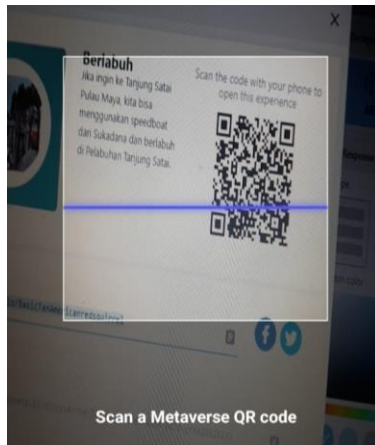 X
Berlabuh
Jika ingin ke Tanjung Satai
Pulau Maya, kita bisa
menggunakan speedboat
dari Sukadana dan berlabuh
di Pelabuhan Tanjung Satai.
Scan the code with your phone to
open this experience
Scan a Metaverse QR code